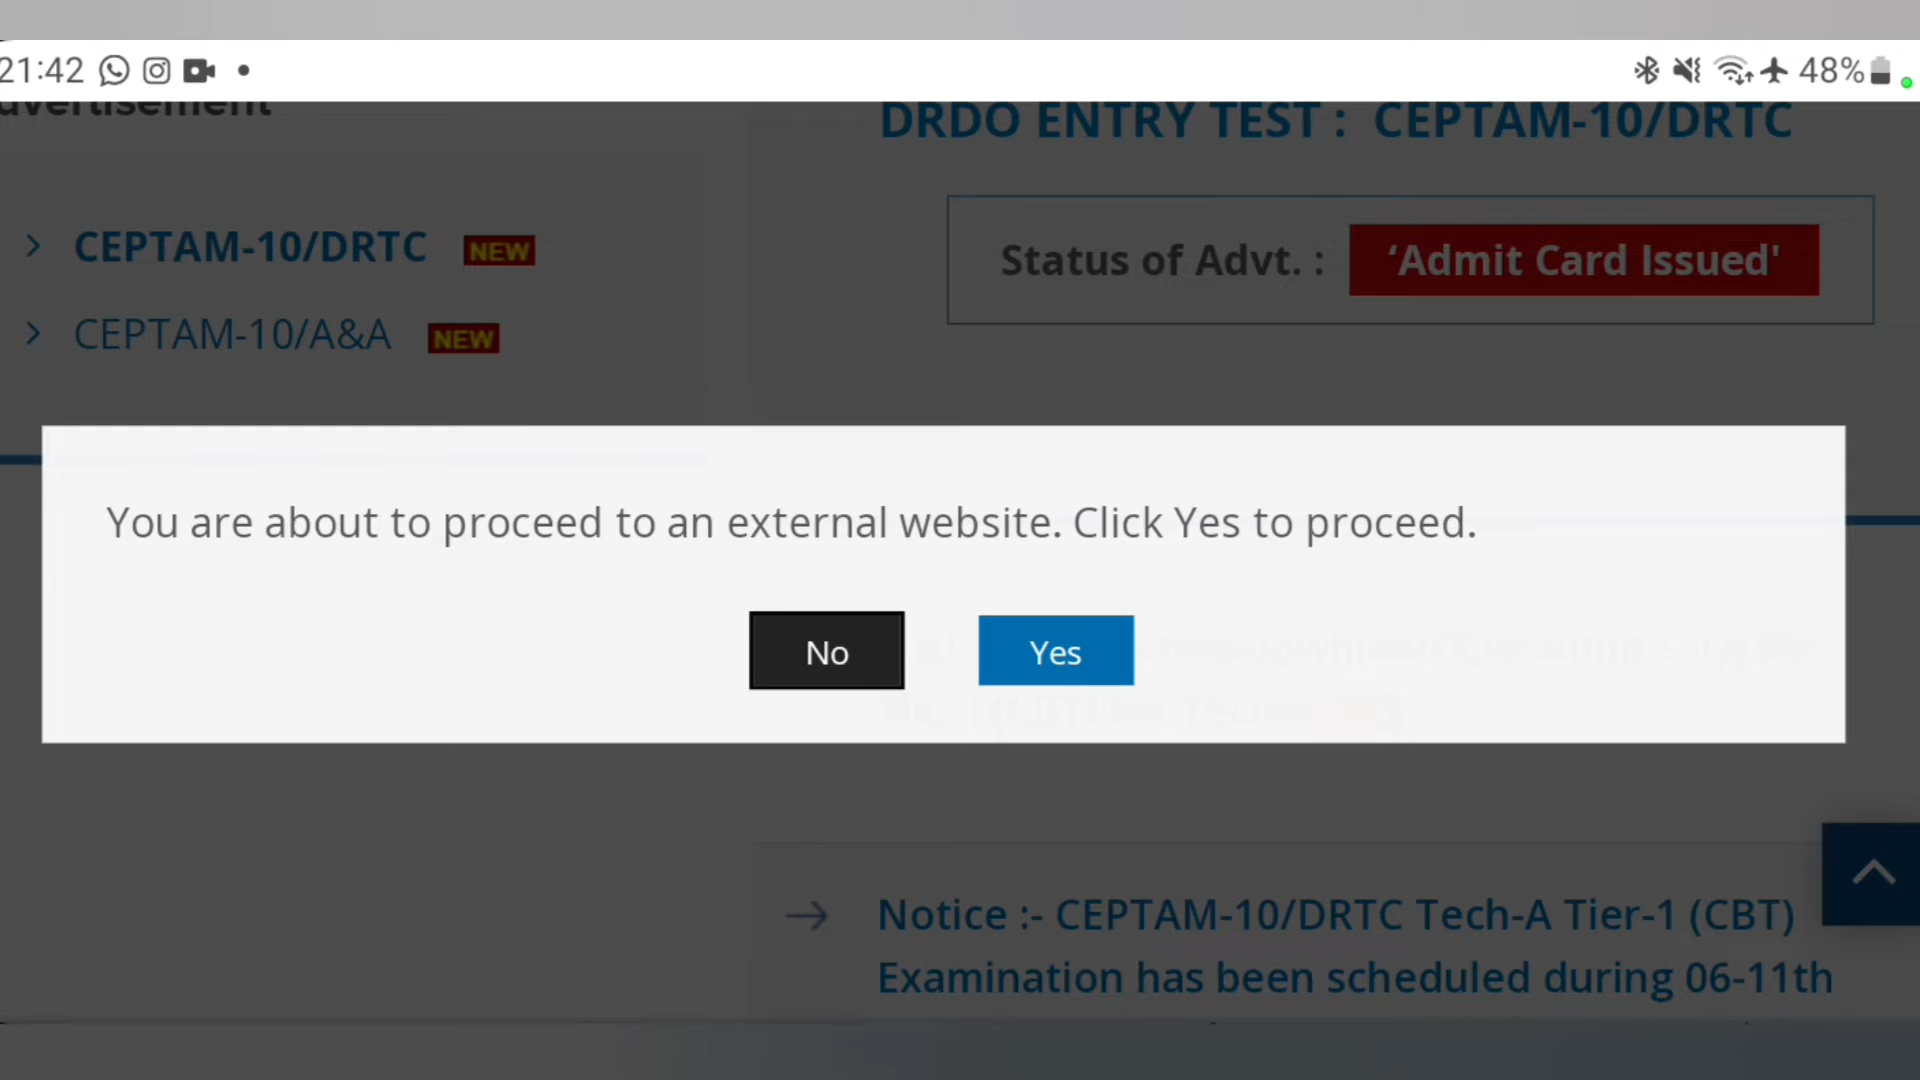 21:42
48%
dvertisement
DRDO ENTRY TEST : CEPTAM-10/DRTC
CEPTAM-10/DRTC NEW
Status of Advt. : ‘Admit Card Issued'
CEPTAM-10/A&A NEW
You are about to proceed to an external website. Click Yes to proceed.
No
Yes
Notice :- CEPTAM-10/DRTC Tech-A Tier-1 (CBT)
Examination has been scheduled during 06-11th